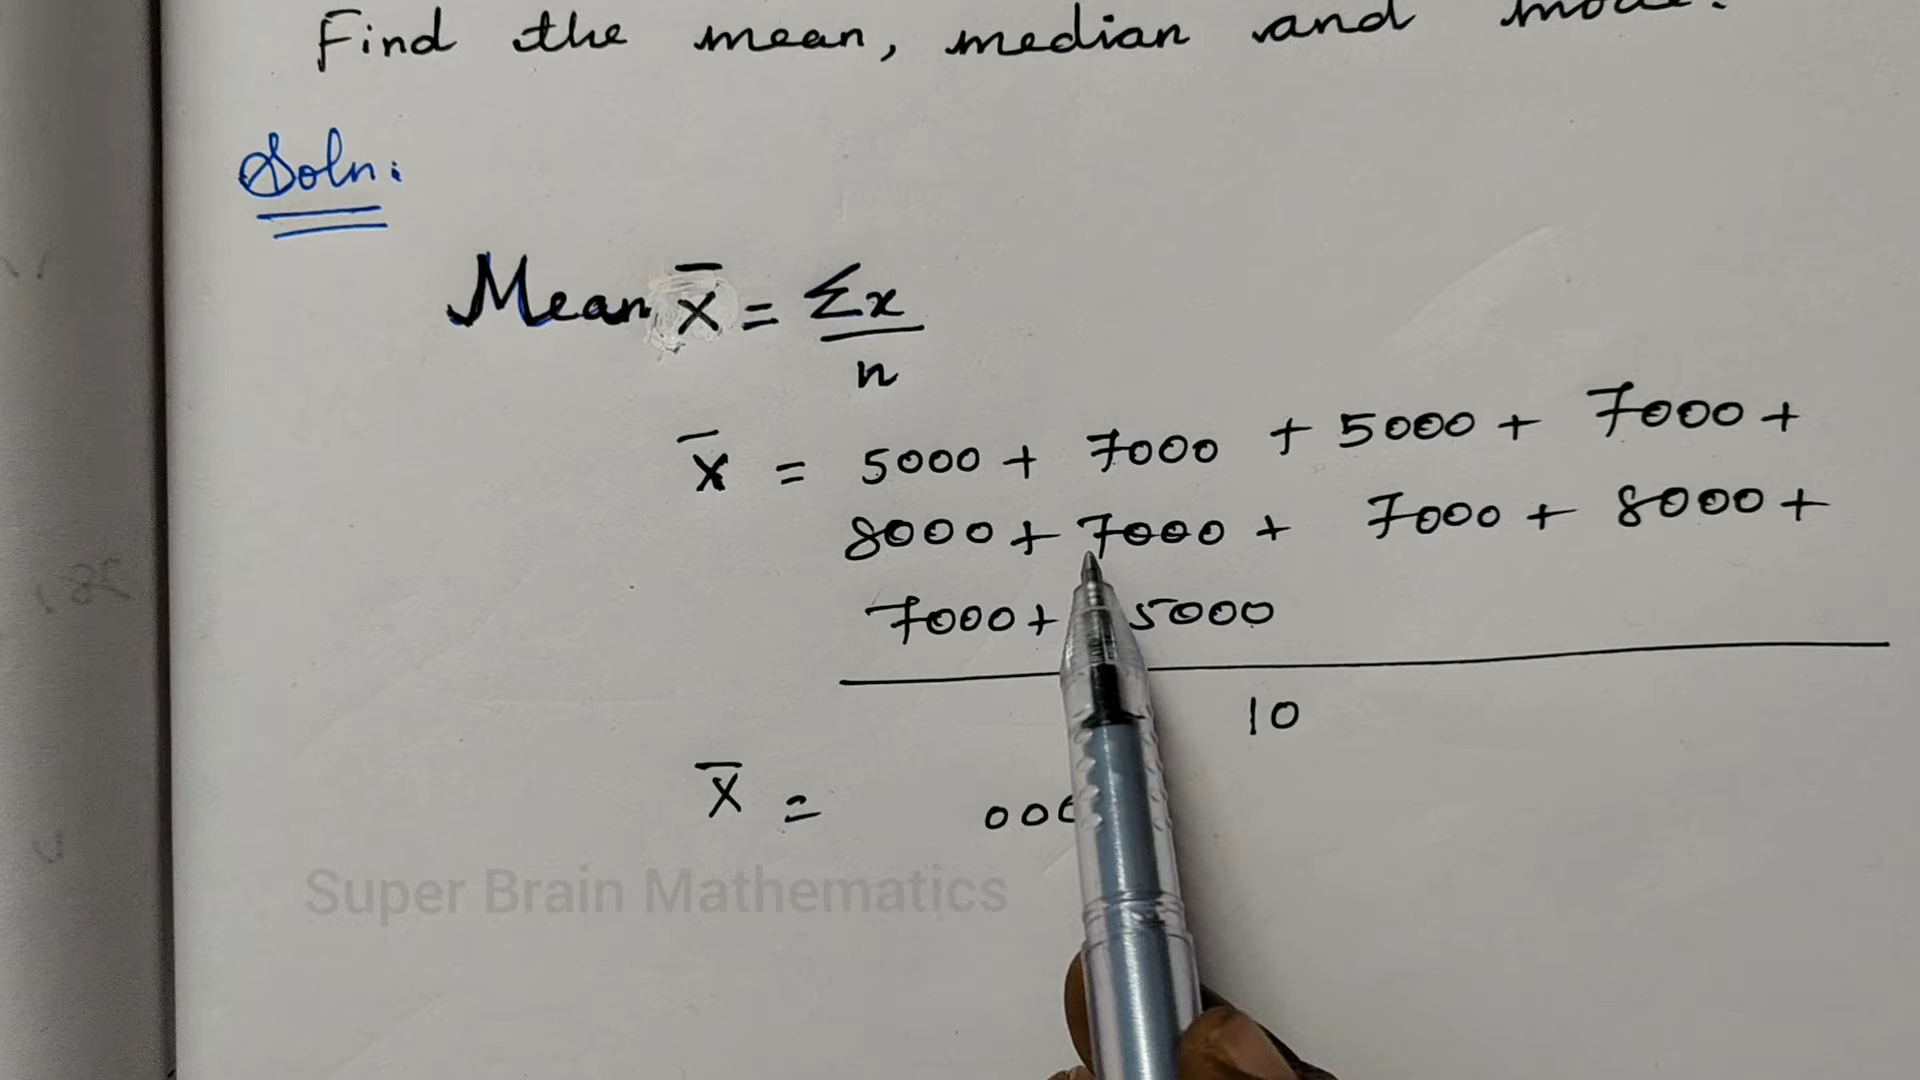 Find the mean, median and
Soln:
Mean x̄ = Σx
n
x̄ = 5000 + 7000 + 5000 + 7000 +
8000 + 7000 + 7000 + 8000 +
7000 + 5000
10
x̄ = 000
Super Brain Mathematics